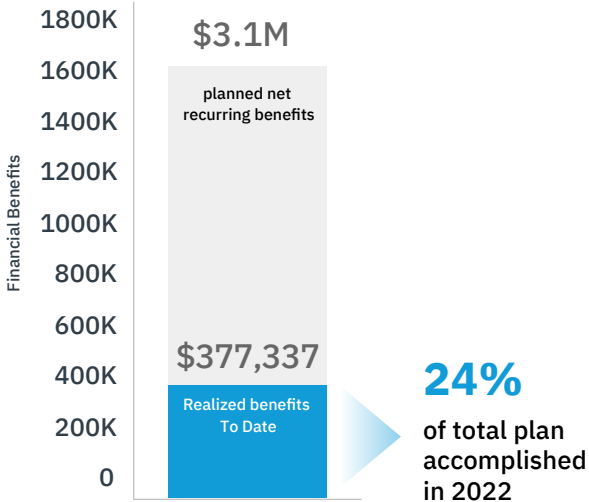 1800K
1600K
1400K
1200K
1000K
800K
600K
400K
200K
0
Financial Benefits
$3.1M
planned net
recurring benefits
$377,337
Realized benefits
To Date
24%
of total plan
accomplished
in 2022